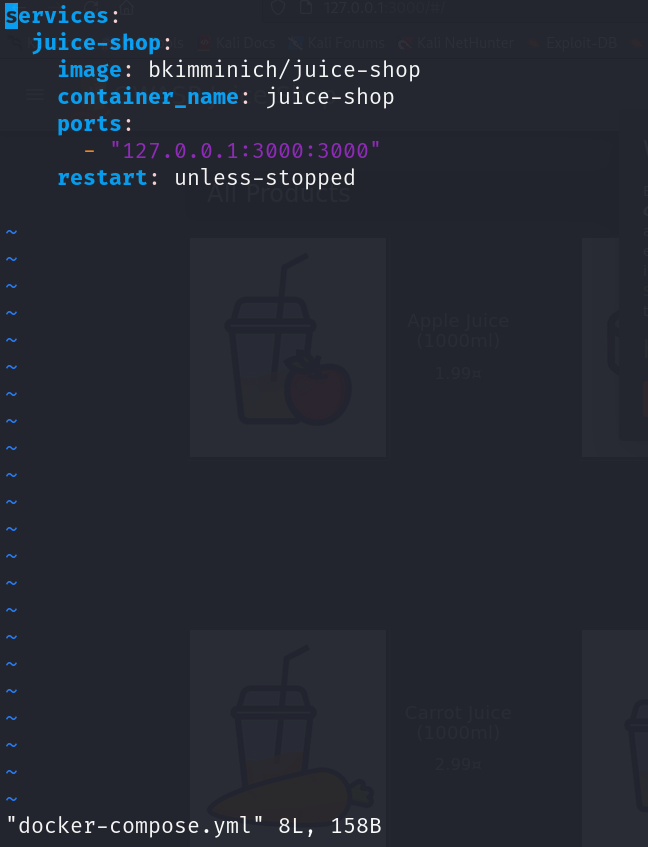 services:
127.0.0.1:3000/#/
juice-shop:
Kali Docs
Kali Forums
Kali NetHunter
Exploit-DB
image: bkimminich/juice-shop
container_name: juice-shop
ports:
- "127.0.0.1:3000:3000"
restart: unless-stopped
All Products
~
~
~
~
Apple Juice
(1000ml)
~
~
1.99¤
~
~
~
~
~
~
~
~
~
~
~
~
~
Carrot Juice
(1000ml)
~
2.99¤
~
~
~
"docker-compose.yml" 8L, 158B